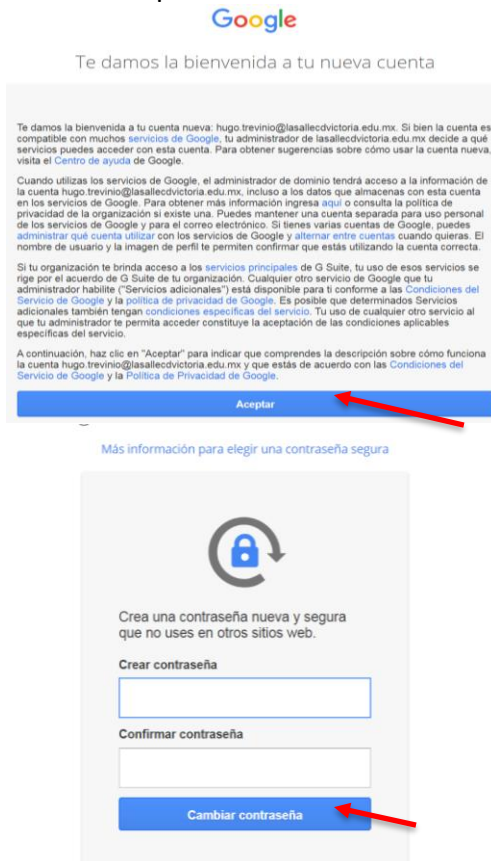 Google
Te damos la bienvenida a tu nueva cuenta
Te damos la bienvenida a tu cuenta nueva: hugo.trevinio@lasallecdvictoria.edu.mx. Si bien la cuenta es
compatible con muchos servicios de Google, tu administrador de lasallecdvictoria.edu.mx decide a qué
servicios puedes acceder con esta cuenta. Para obtener sugerencias sobre cómo usar la cuenta nueva,
visita el Centro de ayuda de Google.
Cuando utilizas los servicios de Google, el administrador de dominio tendrá acceso a la información de
la cuenta hugo.trevinio@lasallecdvictoria.edu.mx, incluso a los datos que almacenas con esta cuenta
en los servicios de Google. Para obtener más información ingresa aquí o consulta la política de
privacidad de la organización si existe una. Puedes mantener una cuenta separada para uso personal
de los servicios de Google y para el correo electrónico. Si tienes varias cuentas de Google, puedes
administrar qué cuenta utilizar con los servicios de Google y alternar entre cuentas cuando quieras. El
nombre de usuario y la imagen de perfil te permiten confirmar que estás utilizando la cuenta correcta.
Si tu organización te brinda acceso a los servicios principales de G Suite, tu uso de esos servicios se
rige por el acuerdo de G Suite de tu organización. Cualquier otro servicio de Google que tu
administrador habilite ("Servicios adicionales") está disponible para ti conforme a las Condiciones del
Servicio de Google y la política de privacidad de Google. Es posible que determinados Servicios
adicionales también tengan condiciones específicas del servicio. Tu uso de cualquier otro servicio al
que tu administrador te permita acceder constituye la aceptación de las condiciones aplicables
específicas del servicio.
A continuación, haz clic en "Aceptar" para indicar que comprendes la descripción sobre cómo funciona
la cuenta hugo.trevinio@lasallecdvictoria.edu.mx y que estás de acuerdo con las Condiciones del
Servicio de Google y la Política de Privacidad de Google.
Aceptar
Más información para elegir una contraseña segura
Crea una contraseña nueva y segura
que no uses en otros sitios web.
Crear contraseña
Confirmar contraseña
Cambiar contraseña